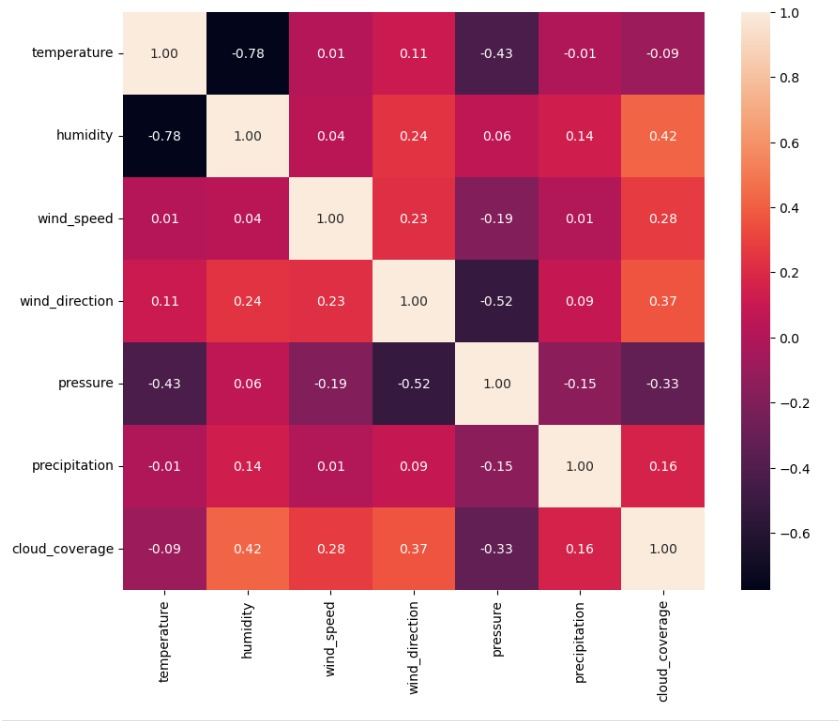 1.0
temperature 1.00 -0.78 0.01 0.11 -0.43 -0.01 -0.09
0.8
humidity -0.78 1.00 0.04 0.24 0.06 0.14 0.42
0.6
wind_speed 0.01 0.04 1.00 0.23 -0.19 0.01 0.28
0.4
0.2
wind_direction 0.11 0.24 0.23 1.00 -0.52 0.09 0.37
0.0
pressure -0.43 0.06 -0.19 -0.52 1.00 -0.15 -0.33
−0.2
precipitation -0.01 0.14 0.01 0.09 -0.15 1.00 0.16
−0.4
−0.6
cloud_coverage -0.09 0.42 0.28 0.37 -0.33 0.16 1.00
temperature
humidity
wind_speed
wind_direction
pressure
precipitation
cloud_coverage